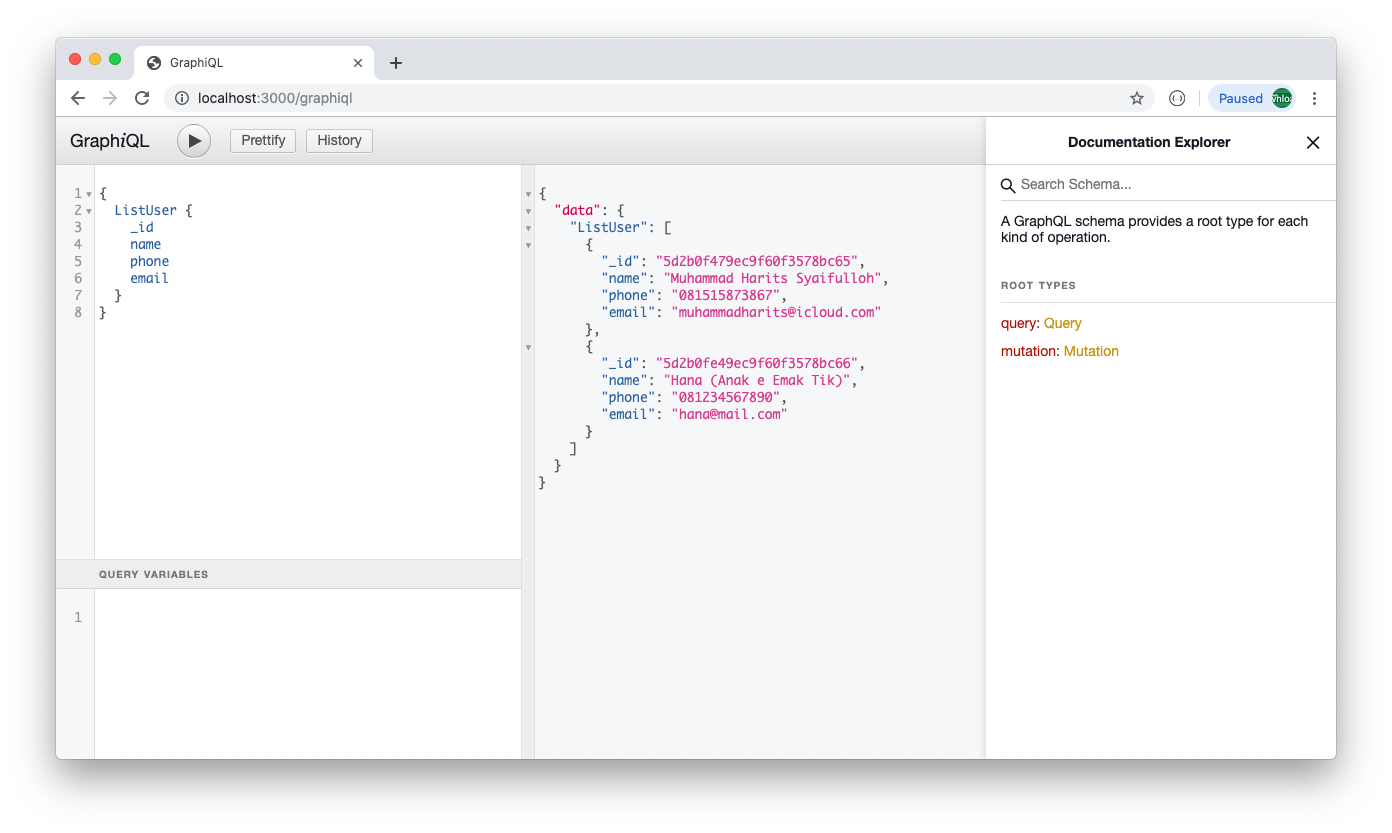 GraphiQL
localhost:3000/graphiql
Paused
GraphiQL
Prettify
History
1 {
2   ListUser {
3     _id
4     name
5     phone
6     email
7   }
8 }
QUERY VARIABLES
1
{
  "data": {
    "ListUser": [
      {
        "_id": "5d2b0f479ec9f60f3578bc65",
        "name": "Muhammad Harits Syaifulloh",
        "phone": "081515873867",
        "email": "muhammadharits@icloud.com"
      },
      {
        "_id": "5d2b0fe49ec9f60f3578bc66",
        "name": "Hana (Anak e Emak Tik)",
        "phone": "081234567890",
        "email": "hana@mail.com"
      }
    ]
  }
}
Documentation Explorer
Search Schema...
A GraphQL schema provides a root type for each
kind of operation.
ROOT TYPES
query: Query
mutation: Mutation